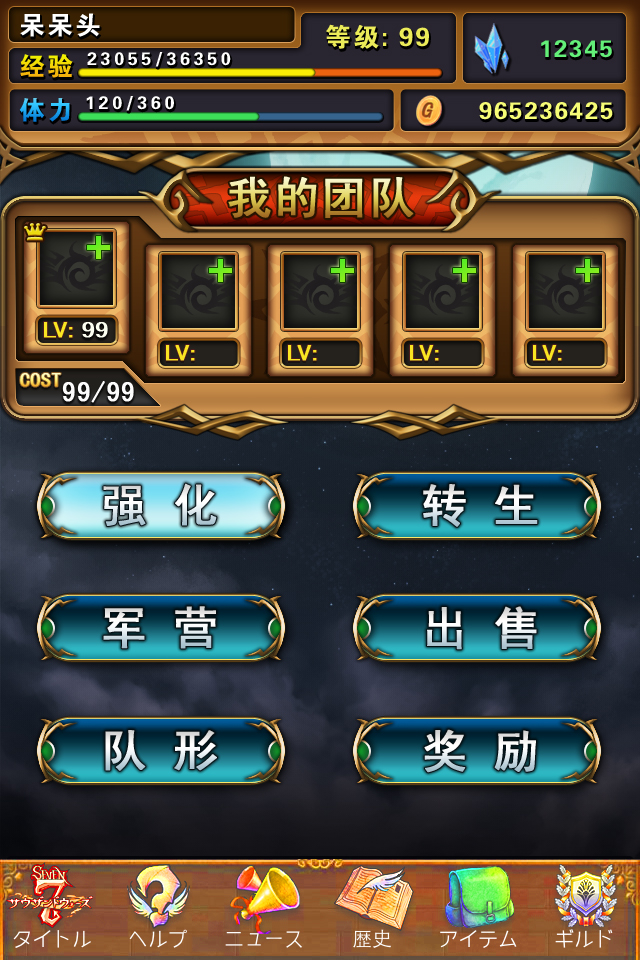 呆呆头
等级: 99
12345
经验 23055/36350
体力 120/360
G 965236425
我的团队
LV: 99
LV:
LV:
LV:
LV:
COST 99/99
强化
转生
军营
出售
队形
奖励
SEVEN
7
サウザンドウォーズ
タイトル
ヘルプ
ニュース
歴史
アイテム
ギルド